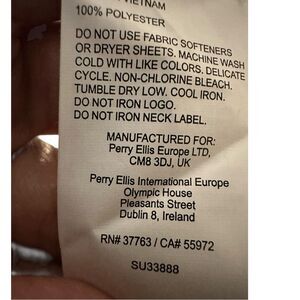 VIETNAM
100% POLYESTER
DO NOT USE FABRIC SOFTENERS
OR DRYER SHEETS. MACHINE WASH
COLD WITH LIKE COLORS. DELICATE
CYCLE. NON-CHLORINE BLEACH.
TUMBLE DRY LOW. COOL IRON.
DO NOT IRON LOGO.
DO NOT IRON NECK LABEL.
MANUFACTURED FOR:
Perry Ellis Europe LTD,
CM8 3DJ, UK
Perry Ellis International Europe
Olympic House
Pleasants Street
Dublin 8, Ireland
RN# 37763 / CA# 55972
SU33888